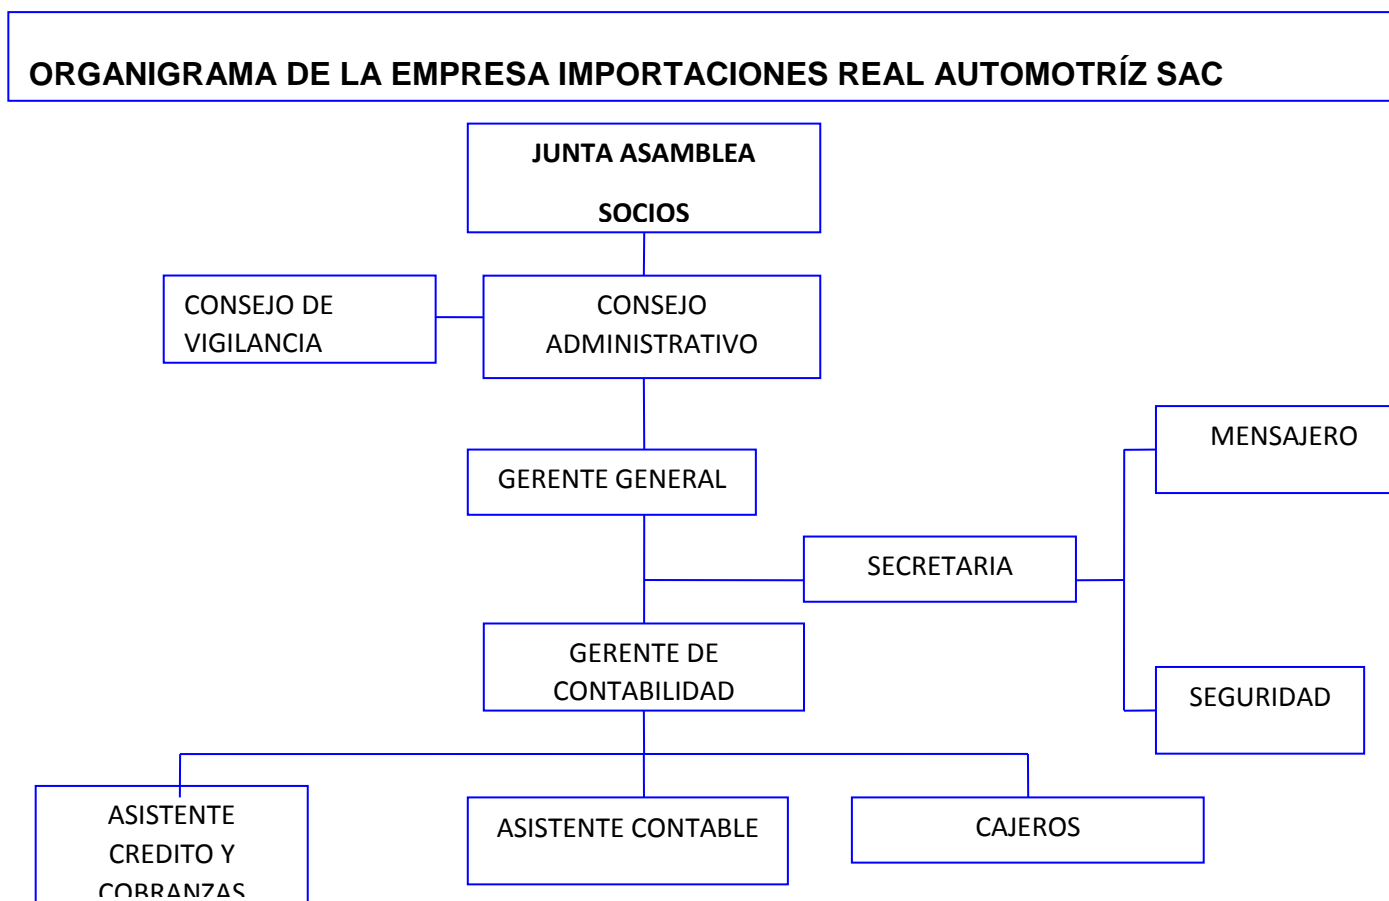 ORGANIGRAMA DE LA EMPRESA IMPORTACIONES REAL AUTOMOTRÍZ SAC
JUNTA ASAMBLEA
SOCIOS
CONSEJO DE
VIGILANCIA
CONSEJO
ADMINISTRATIVO
MENSAJERO
GERENTE GENERAL
SECRETARIA
GERENTE DE
CONTABILIDAD
SEGURIDAD
ASISTENTE
CREDITO Y
COBRANZAS
ASISTENTE CONTABLE
CAJEROS